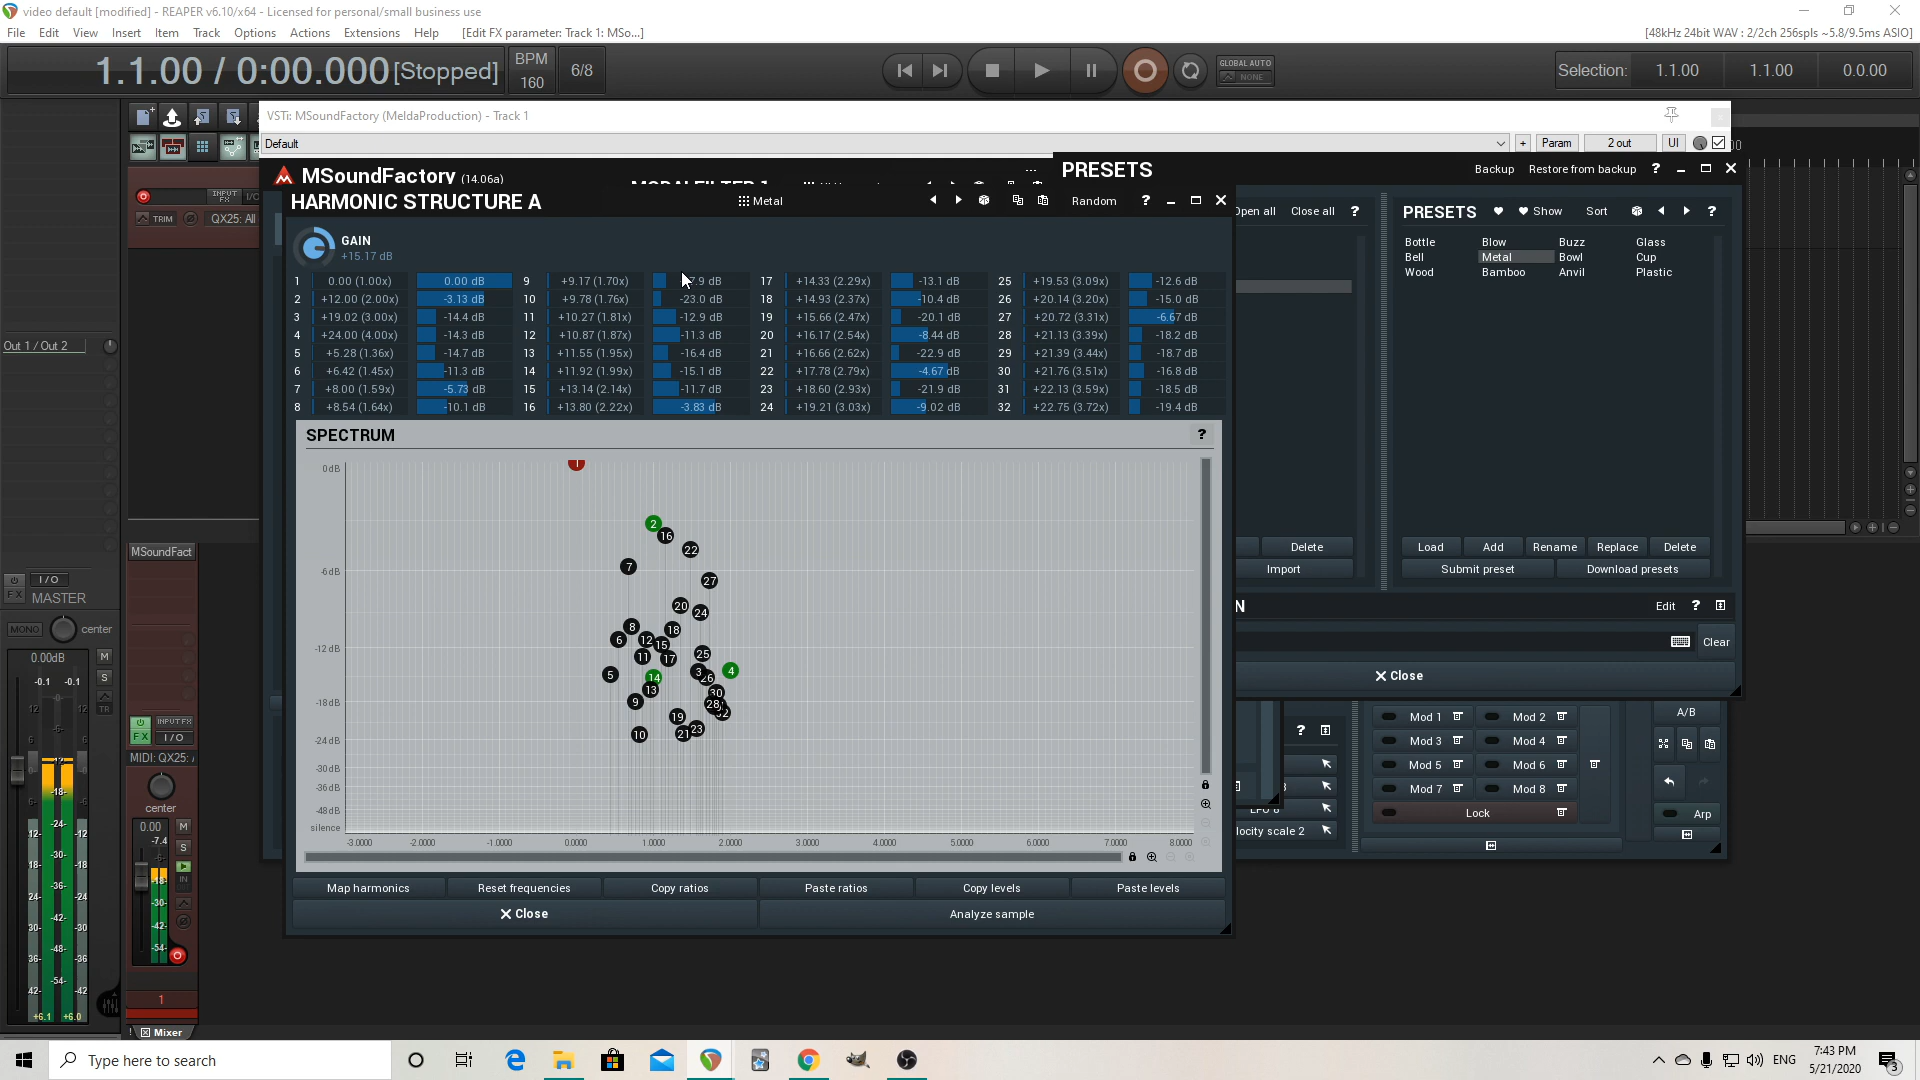 video default [modified] - REAPER v6.10/x64 - Licensed for personal/small business use
File Edit View Insert Item Track Options Actions Extensions Help [Edit FX parameter: Track 1: MSo...]
[48kHz 24bit WAV : 2/2ch 256spls ~5.8/9.5ms ASIO]
1.1.00 / 0:00.000 [Stopped]
BPM
160
6/8
GLOBAL AUTO
NONE
Selection: 1.1.00 1.1.00 0.0.00
VSTi: MSoundFactory (MeldaProduction) - Track 1
Default
+ Param 2 out UI
MSoundFactory (14.06a)
PRESETS
Backup Restore from backup ?
HARMONIC STRUCTURE A
Metal
Random ?
GAIN
+15.17 dB
1 0.00 (1.00x) 0.00 dB 9 +9.17 (1.70x) 17 +14.33 (2.29x) -13.1 dB 25 +19.53 (3.09x) -12.6 dB
2 +12.00 (2.00x) -3.13 dB 10 +9.78 (1.76x) -23.0 dB 18 +14.93 (2.37x) -10.4 dB 26 +20.14 (3.20x) -15.0 dB
3 +19.02 (3.00x) -14.4 dB 11 +10.27 (1.81x) -12.9 dB 19 +15.66 (2.47x) -20.1 dB 27 +20.72 (3.31x) -6.67 dB
4 +24.00 (4.00x) -14.3 dB 12 +10.87 (1.87x) -11.3 dB 20 +16.17 (2.54x) -8.44 dB 28 +21.13 (3.39x) -18.2 dB
5 +5.28 (1.36x) -14.7 dB 13 +11.55 (1.95x) -16.4 dB 21 +16.66 (2.62x) -22.9 dB 29 +21.39 (3.44x) -18.7 dB
6 +6.42 (1.45x) -11.3 dB 14 +11.92 (1.99x) -15.1 dB 22 +17.78 (2.79x) -4.67 dB 30 +21.76 (3.51x) -16.8 dB
7 +8.00 (1.59x) -5.73 dB 15 +13.14 (2.14x) -11.7 dB 23 +18.60 (2.93x) -21.9 dB 31 +22.13 (3.59x) -18.5 dB
8 +8.54 (1.64x) -10.1 dB 16 +13.80 (2.22x) -3.83 dB 24 +19.21 (3.03x) -9.02 dB 32 +22.75 (3.72x) -19.4 dB
SPECTRUM ?
0dB
-6dB
-12dB
-18dB
-24dB
-30dB
-36dB
-48dB
silence
-3.0000 -2.0000 -1.0000 0.0000 1.0000 2.0000 3.0000 4.0000 5.0000 6.0000 7.0000 8.0000
Map harmonics Reset frequencies Copy ratios Paste ratios Copy levels Paste levels
Close Analyze sample
Open all Close all ?
PRESETS Show Sort ?
Bottle Blow Buzz Glass
Bell Metal Bowl Cup
Wood Bamboo Anvil Plastic
Delete
Import
Load Add Rename Replace Delete
Submit preset Download presets
Edit ?
Clear
Close
Mod 1 Mod 2
Mod 3 Mod 4
Mod 5 Mod 6
Mod 7 Mod 8
Lock
A/B
Arp
ocity scale 2
INPUT FX
TRIM QX25: All
Out 1 / Out 2
MSoundFact
I/O
FX MASTER
MONO center
0.00dB M
-0.1 -0.1 S
TR
INPUT FX
FX I/O
MIDI: QX25:
center
0.00 M
-7.4 S
IN
+6.1 +6.0
1
Mixer
Type here to search
ENG
7:43 PM
5/21/2020
3